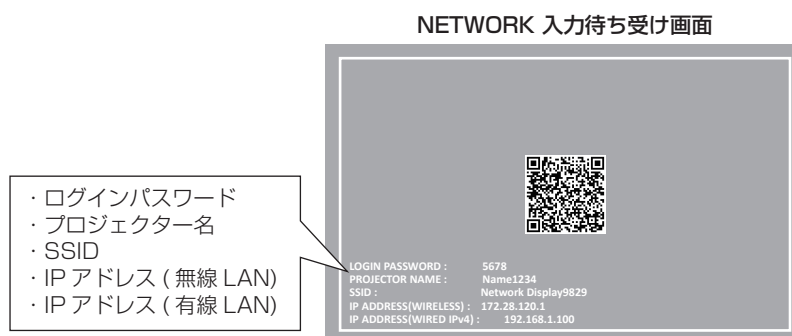 NETWORK 入力待ち受け画面
・ログインパスワード
・プロジェクター名
・SSID
・IP アドレス ( 無線 LAN)
・IP アドレス ( 有線 LAN)
LOGIN PASSWORD : 5678
PROJECTOR NAME : Name1234
SSID : Network Display9829
IP ADDRESS(WIRELESS) : 172.28.120.1
IP ADDRESS(WIRED IPv4) : 192.168.1.100